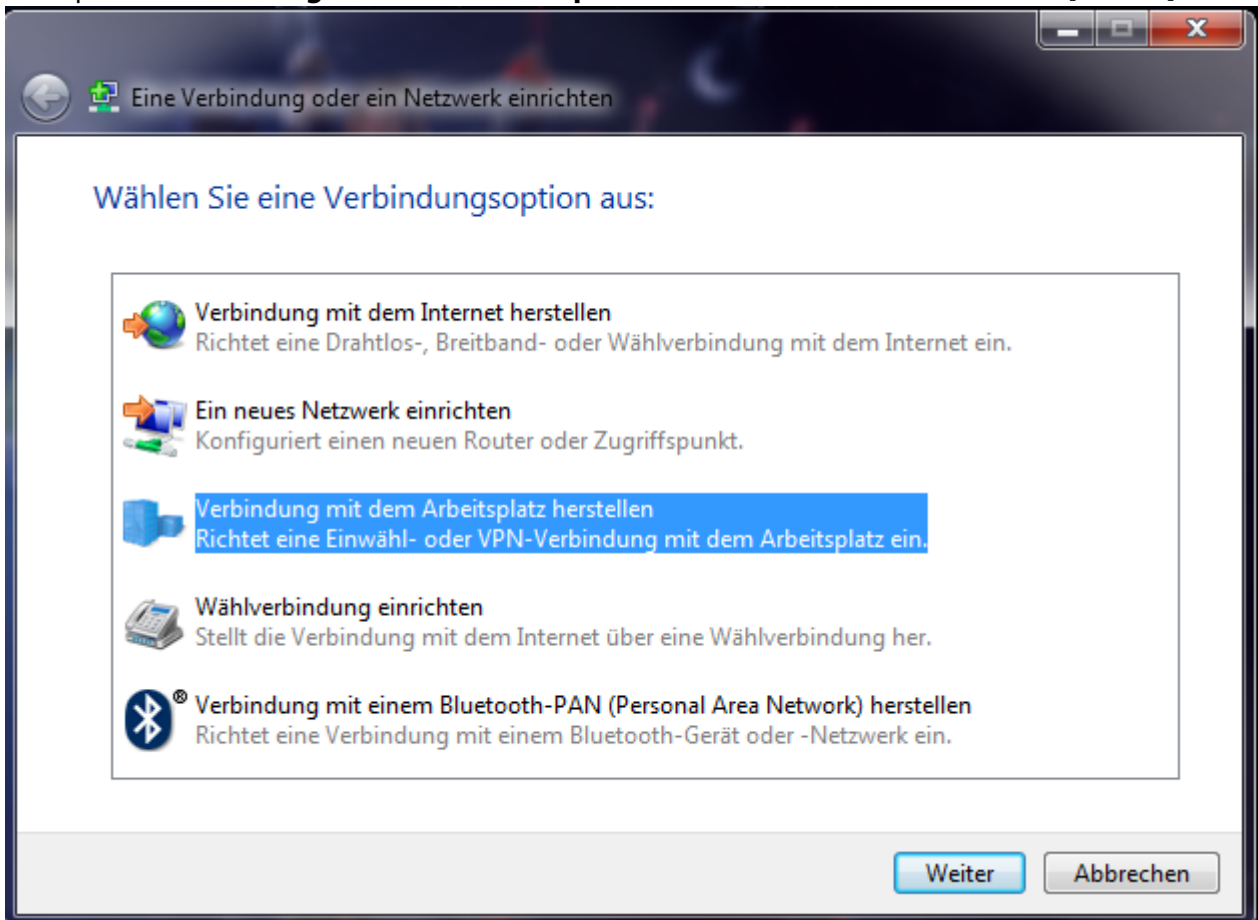 Eine Verbindung oder ein Netzwerk einrichten
Wählen Sie eine Verbindungsoption aus:
Verbindung mit dem Internet herstellen
Richtet eine Drahtlos-, Breitband- oder Wählverbindung mit dem Internet ein.
Ein neues Netzwerk einrichten
Konfiguriert einen neuen Router oder Zugriffspunkt.
Verbindung mit dem Arbeitsplatz herstellen
Richtet eine Einwähl- oder VPN-Verbindung mit dem Arbeitsplatz ein.
Wählverbindung einrichten
Stellt die Verbindung mit dem Internet über eine Wählverbindung her.
® Verbindung mit einem Bluetooth-PAN (Personal Area Network) herstellen
Richtet eine Verbindung mit einem Bluetooth-Gerät oder -Netzwerk ein.
Weiter Abbrechen